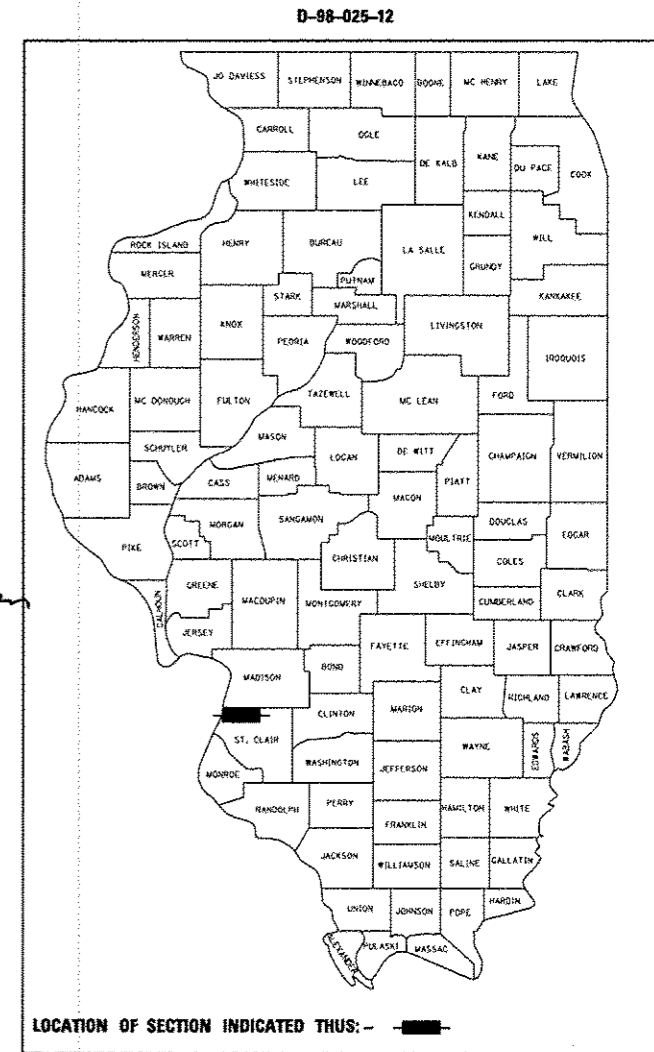 D-98-025-12
JO DAVIESS STEPHENSON WINNEBAGO BOONE MC HENRY LAKE
CARROLL OGLE
DE KALB KANE DU PAGE COOK
WHITESIDE LEE
KENDALL WILL
ROCK ISLAND HENRY BUREAU LA SALLE
MERCER PUTNAM GRUNDY
STARK MARSHALL KANKAKEE
HENDERSON WARREN KNOX PEORIA WOODFORD LIVINGSTON IROQUOIS
HANCOCK MC DONOUGH FULTON TAZEWELL MC LEAN FORD
MASON
SCHUYLER LOGAN DE WITT CHAMPAIGN VERMILION
ADAMS BROWN CASS MENARD PIATT
MACON
MORGAN SANGAMON DOUGLAS
PIKE SCOTT CHRISTIAN MOULTRIE EDGAR
COLES
GREENE SHELBY
CALHOUN MACOUPIN MONTGOMERY CUMBERLAND CLARK
JERSEY FAYETTE EFFINGHAM JASPER CRAWFORD
BOND
MADISON CLAY RICHLAND LAWRENCE
CLINTON MARION
ST. CLAIR WAYNE EDWARDS WABASH
WASHINGTON JEFFERSON
MONROE
RANDOLPH PERRY HAMILTON WHITE
FRANKLIN
JACKSON WILLIAMSON SALINE GALLATIN
UNION JOHNSON POPE HARDIN
ALEXANDER PULASKI MASSAC
LOCATION OF SECTION INDICATED THUS: -